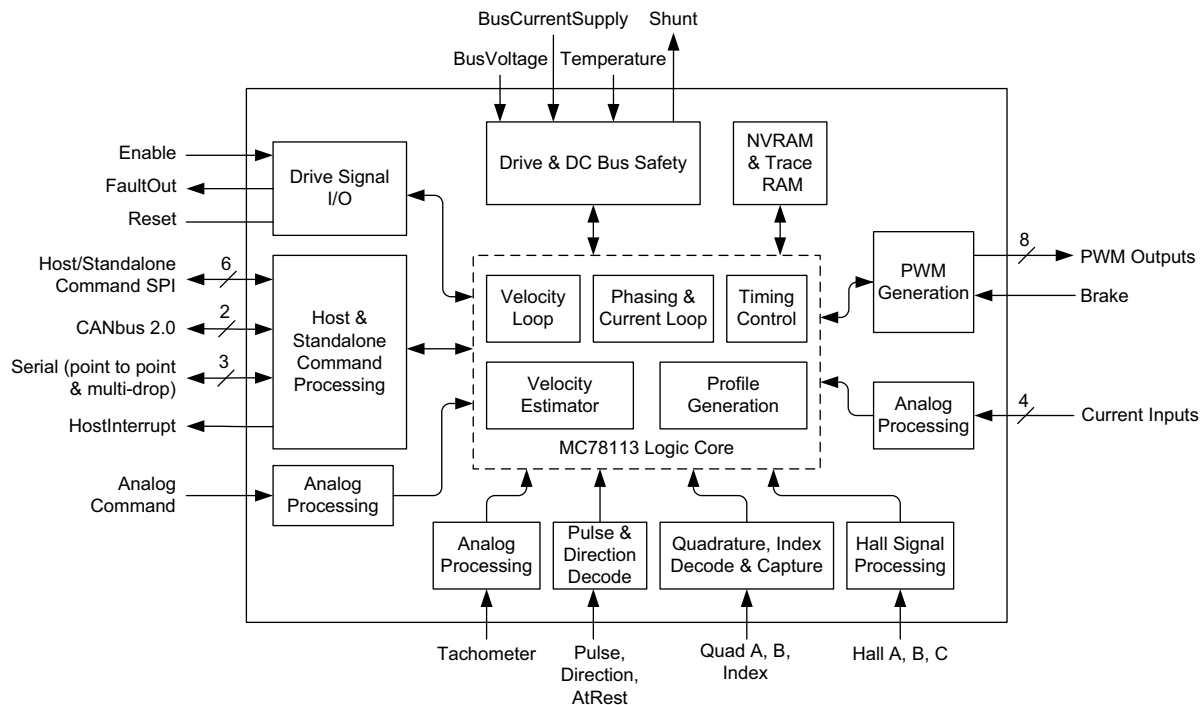 BusCurrentSupply
Shunt
BusVoltage
Temperature
Enable
FaultOut
Reset
Drive Signal
I/O
Drive & DC Bus Safety
NVRAM
& Trace
RAM
Host/Standalone
Command SPI
6
CANbus 2.0
2
Serial (point to point
& multi-drop)
3
HostInterrupt
Host &
Standalone
Command
Processing
Velocity
Loop
Phasing &
Current Loop
Timing
Control
Velocity
Estimator
Profile
Generation
MC78113 Logic Core
PWM
Generation
8
PWM Outputs
Brake
Analog
Processing
4
Current Inputs
Analog
Command
Analog
Processing
Analog
Processing
Pulse &
Direction
Decode
Quadrature, Index
Decode & Capture
Hall Signal
Processing
Tachometer
Pulse,
Direction,
AtRest
Quad A, B,
Index
Hall A, B, C